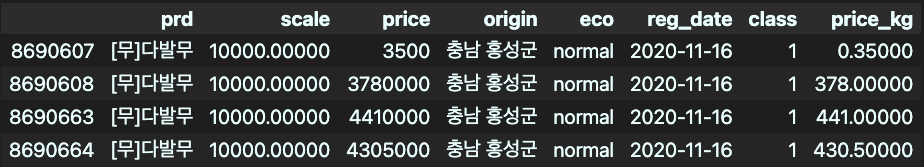 prd scale price origin eco reg_date class price_kg
8690607 [무]다발무 10000.00000 3500 충남 홍성군 normal 2020-11-16 1 0.35000
8690608 [무]다발무 10000.00000 3780000 충남 홍성군 normal 2020-11-16 1 378.00000
8690663 [무]다발무 10000.00000 4410000 충남 홍성군 normal 2020-11-16 1 441.00000
8690664 [무]다발무 10000.00000 4305000 충남 홍성군 normal 2020-11-16 1 430.50000